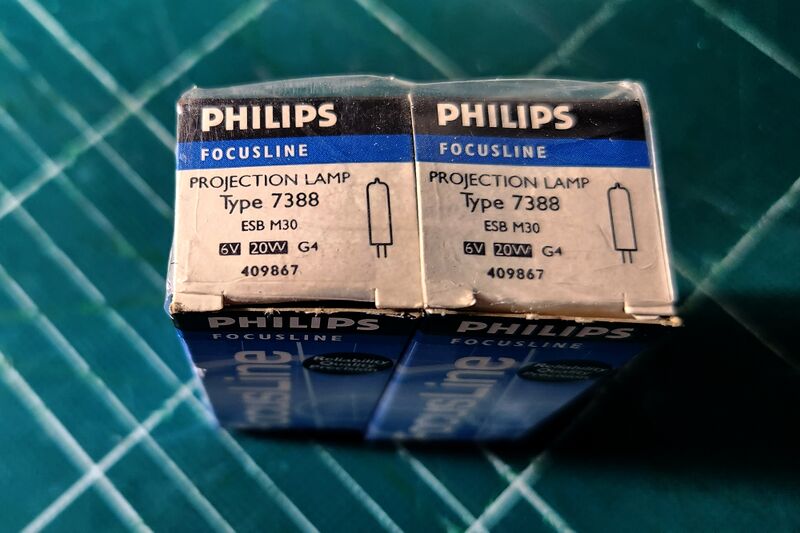 PHILIPS
FOCUSLINE
PROJECTION LAMP
Type 7388
ESB M30
6V 20W G4
409867
PHILIPS
FOCUSLINE
PROJECTION LAMP
Type 7388
ESB M30
6V 20W G4
409867
PHILIPS
FOCUSLINE
PHILIPS
FOCUSLINE